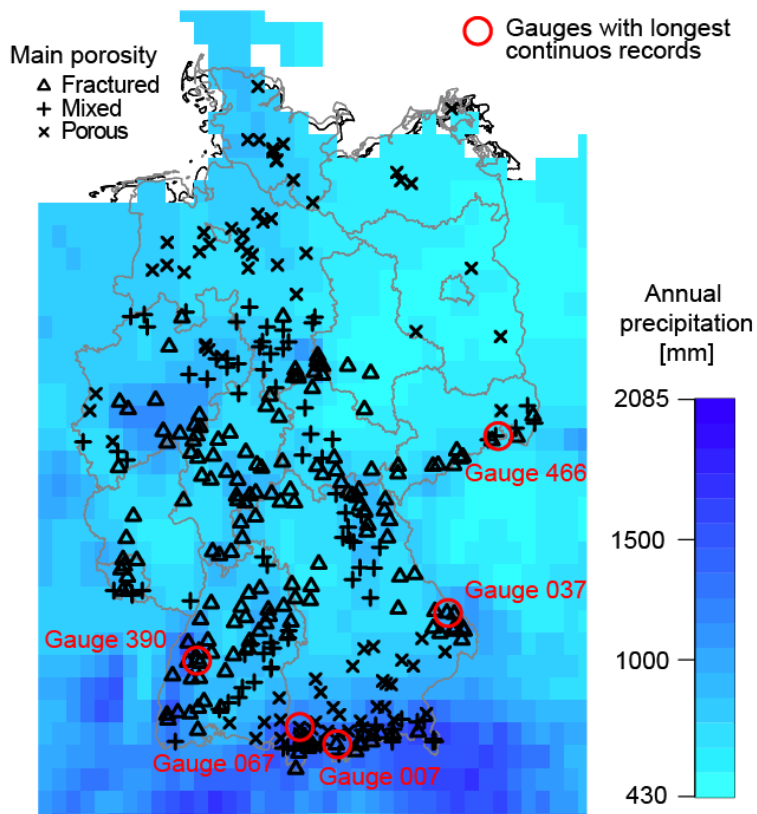 Gauges with longest
continuos records
Main porosity
Fractured
Mixed
Porous
Annual
precipitation
[mm]
2085
1500
1000
430
Gauge 466
Gauge 037
Gauge 390
Gauge 067
Gauge 007